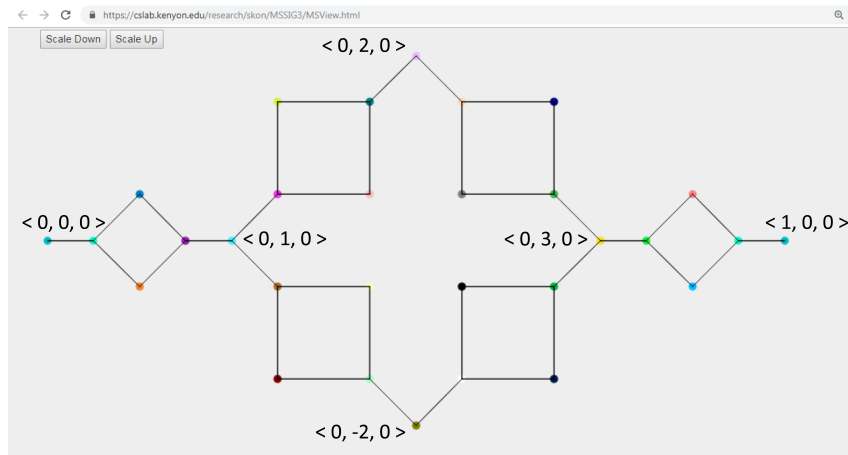 https://cslab.kenyon.edu/research/skon/MSSIG3/MSView.html
Scale Down Scale Up
< 0, 2, 0 >
< 0, 0, 0 >
< 0, 1, 0 >
< 0, 3, 0 >
< 1, 0, 0 >
< 0, -2, 0 >